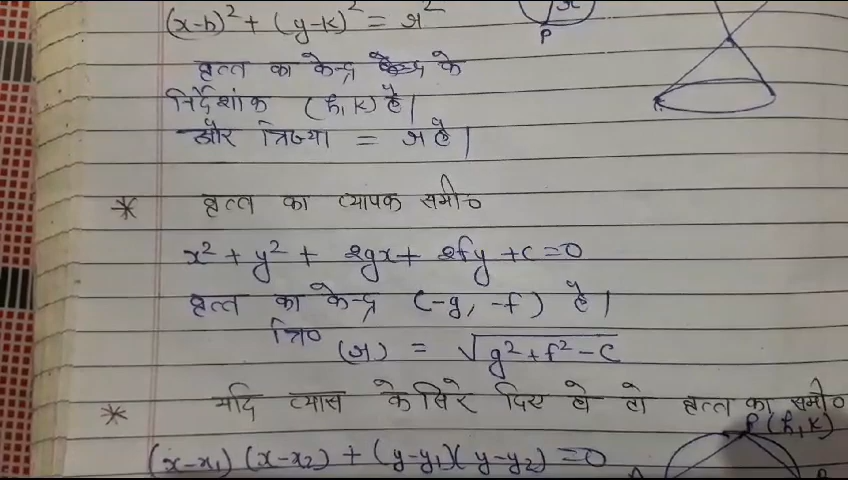 (x-h)² + (y-k)² = r²
P
वृत्त का केन्द्र के
निर्देशांक (h, k) है।
और त्रिज्या = r है।
* वृत्त का व्यापक समी०
x² + y² + 2gx + 2fy + c = 0
वृत्त का केन्द्र (-g, -f) है।
त्रि० (r) = √g² + f² - c
* यदि व्यास के सिरे दिए हो तो वृत्त का समी०
P(h, k)
(x-x₁) (x-x₂) + (y-y₁)(y-y₂) = 0